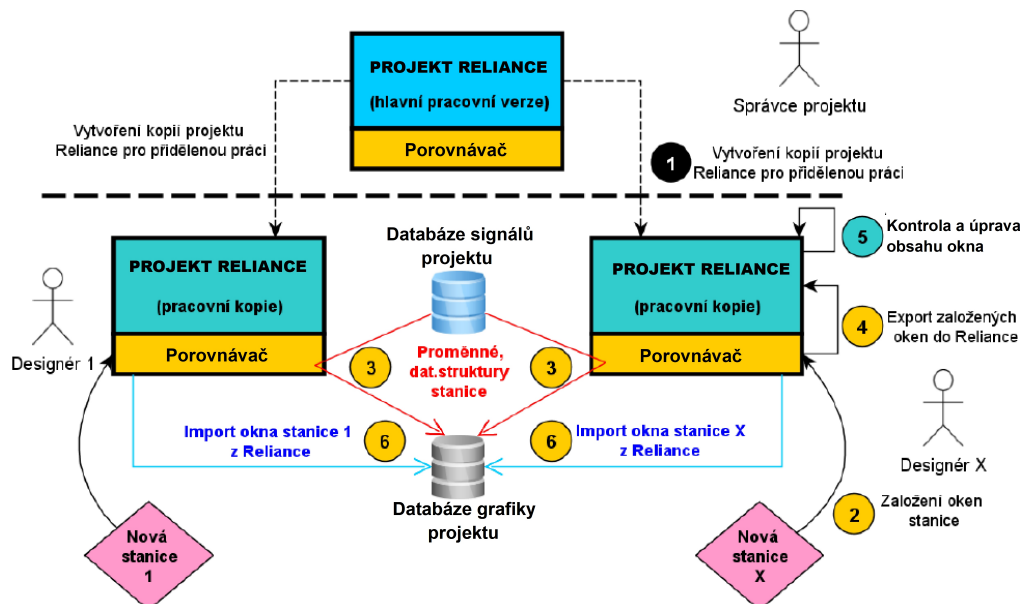 PROJEKT RELIANCE
(hlavní pracovní verze)
Porovnávač
Správce projektu
Vytvoření kopií projektu
Reliance pro přidělenou práci
1
Vytvoření kopií projektu
Reliance pro přidělenou práci
Databáze signálů
projektu
5
Kontrola a úprava
obsahu okna
PROJEKT RELIANCE
(pracovní kopie)
Porovnávač
PROJEKT RELIANCE
(pracovní kopie)
Porovnávač
4
Export založených
oken do Reliance
Designér 1
3
Proměnné,
dat.struktury
stanice
3
Import okna stanice 1
z Reliance
6
6
Import okna stanice X
z Reliance
Designér X
Databáze grafiky
projektu
2
Založení oken
stanice
Nová
stanice
1
Nová
stanice
X